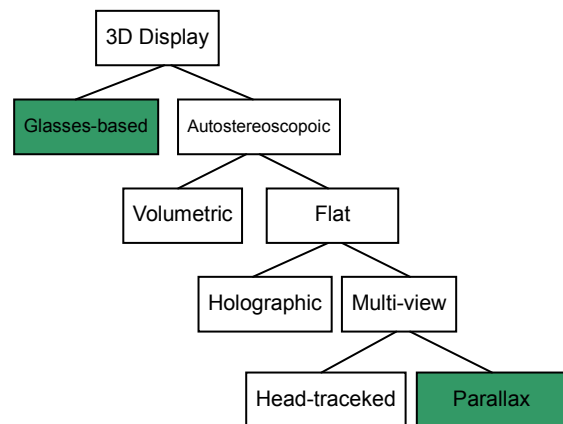 3D Display
Glasses-based
Autostereoscopoic
Volumetric
Flat
Holographic
Multi-view
Head-traceked
Parallax